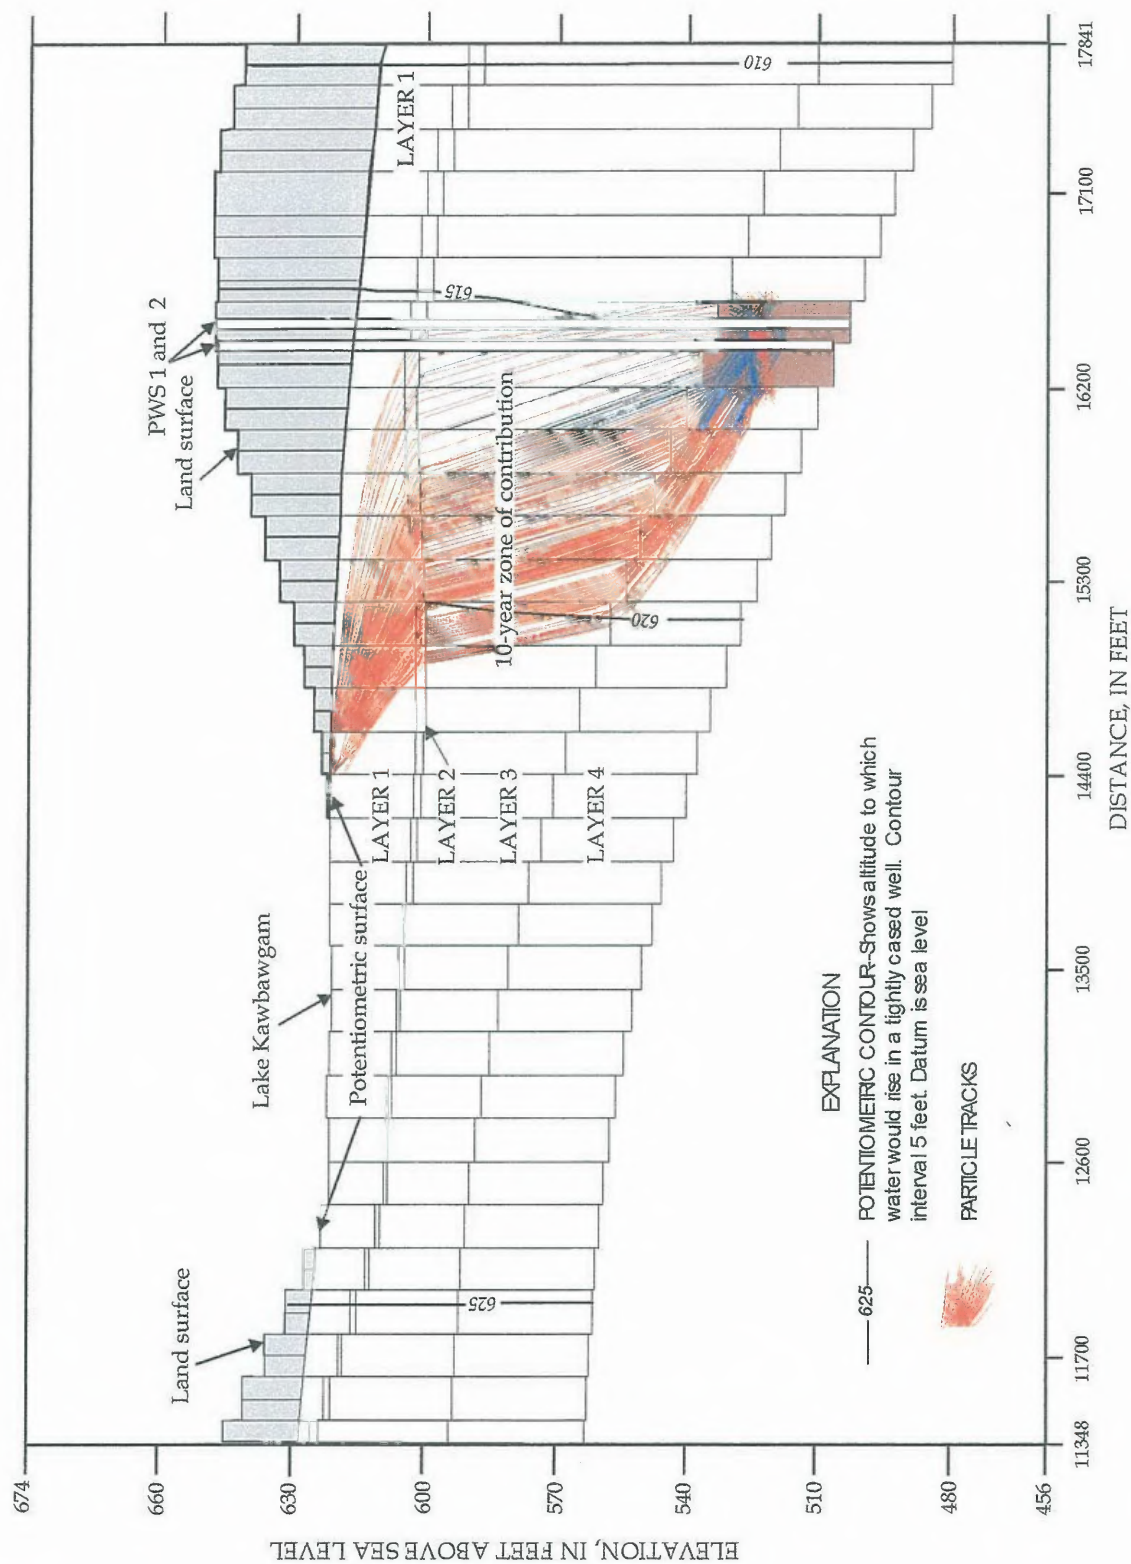 ELEVATION, IN FEET ABOVE SEA LEVEL
674
660
630
600
570
540
510
480
456
Land surface
Lake Kawbawgam
Potentiometric surface
Land surface
PWS 1 and 2
LAYER 1
LAYER 1
LAYER 2
LAYER 3
LAYER 4
10-year zone of contribution
625
620
615
610
EXPLANATION
625
POTENTIOMETRIC CONTOUR-Shows altitude to which
water would rise in a tightly cased well. Contour
interval 5 feet. Datum is sea level
PARTICLE TRACKS
11348
11700
12600
13500
14400
15300
16200
17100
17841
DISTANCE, IN FEET